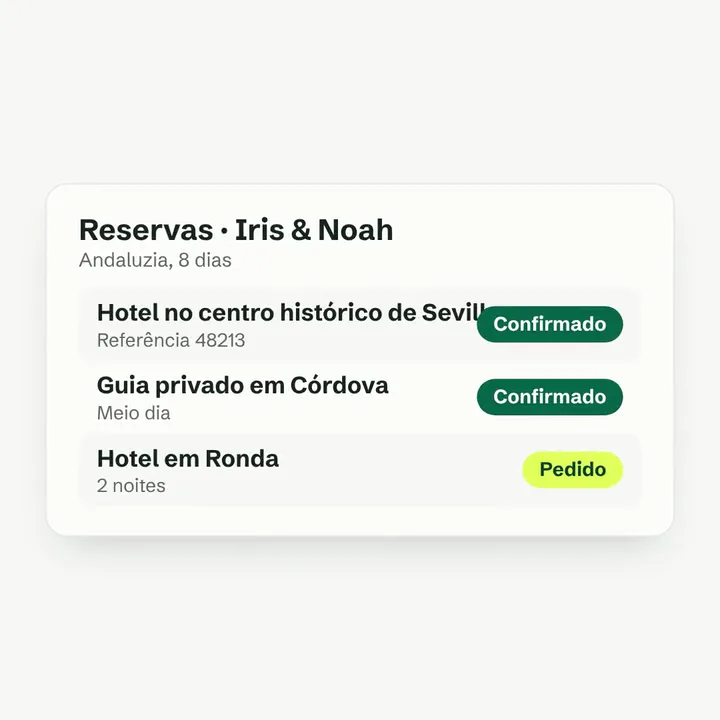 Reservas · Iris & Noah
Andaluzia, 8 dias
Hotel no centro histórico de
Confirmado
Referência 48213
Guia privado em Córdova
Confirmado
Meio dia
Hotel em Ronda
Pedido
2 noites